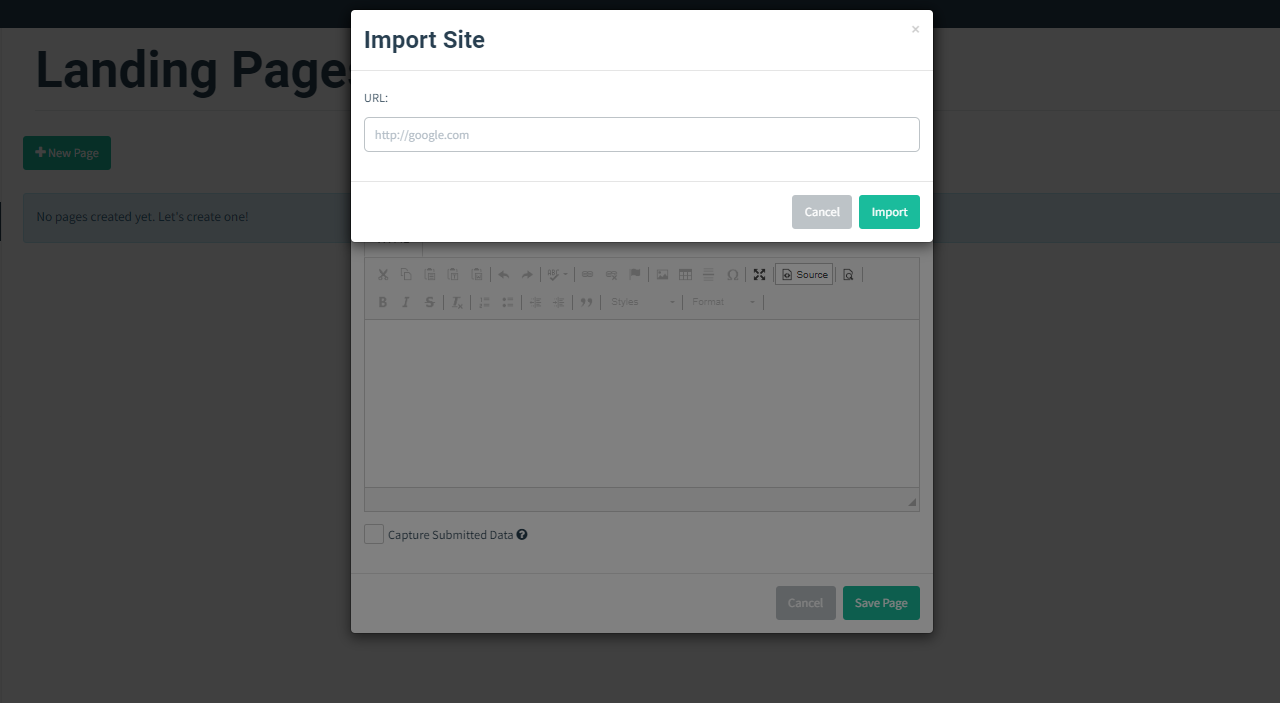 Import Site
×
Landing Page
URL:
http://google.com
New Page
Cancel
Import
No pages created yet. Let's create one!
Source
Styles
Format
Capture Submitted Data
Cancel
Save Page